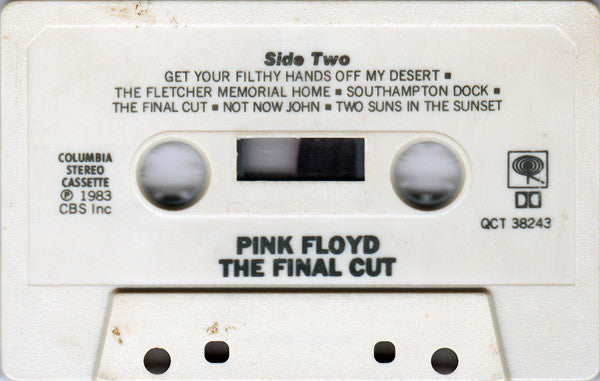 Side Two
GET YOUR FILTHY HANDS OFF MY DESERT ▪
THE FLETCHER MEMORIAL HOME ▪ SOUTHAMPTON DOCK ▪
THE FINAL CUT ▪ NOT NOW JOHN ▪ TWO SUNS IN THE SUNSET
COLUMBIA
STEREO
CASSETTE
℗ 1983
CBS Inc
100 50
QCT 38243
PINK FLOYD
THE FINAL CUT